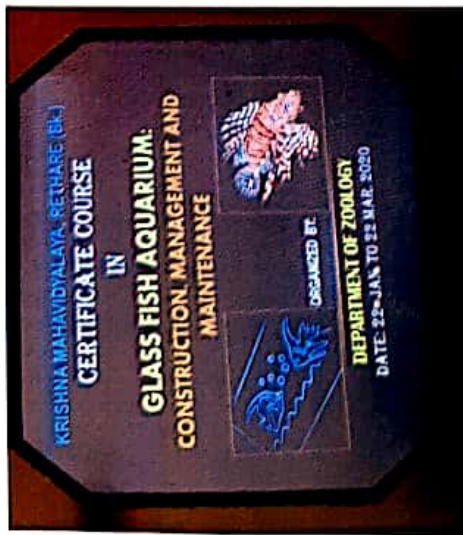 KRISHNA MAHAVIDYALAYA, RETHARE (Bk.)
CERTIFICATE COURSE
IN
GLASS FISH AQUARIUM:
CONSTRUCTION, MANAGEMENT AND
MAINTENANCE
ORGANIZED BY:
DEPARTMENT OF ZOOLOGY
DATE: 22 JAN TO 22 MAR. 2020